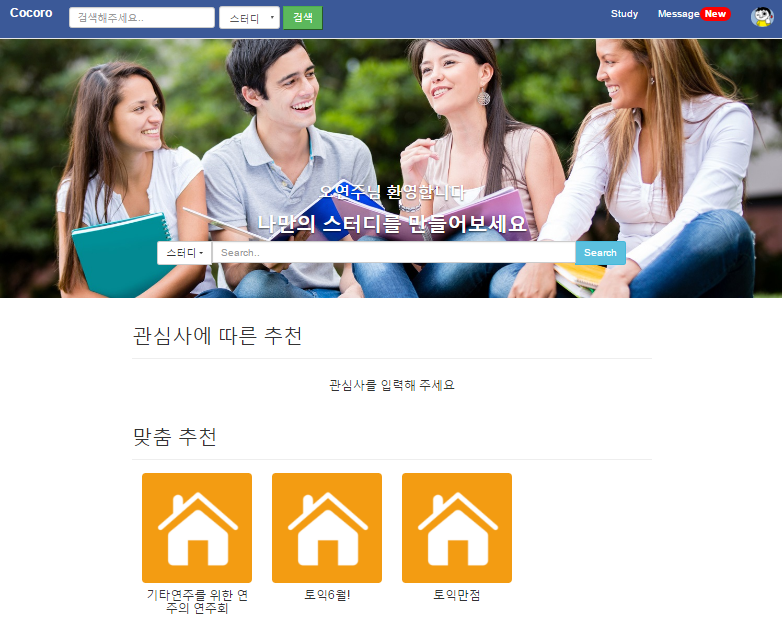 Cocoro 검색해주세요.. 스터디 검색 Study Message New
오연주님 환영합니다
나만의 스터디를 만들어보세요
스터디 Search.. Search
관심사에 따른 추천
관심사를 입력해 주세요
맞춤 추천
기타연주를 위한 연
주의 연주회
토익6월!
토익만점